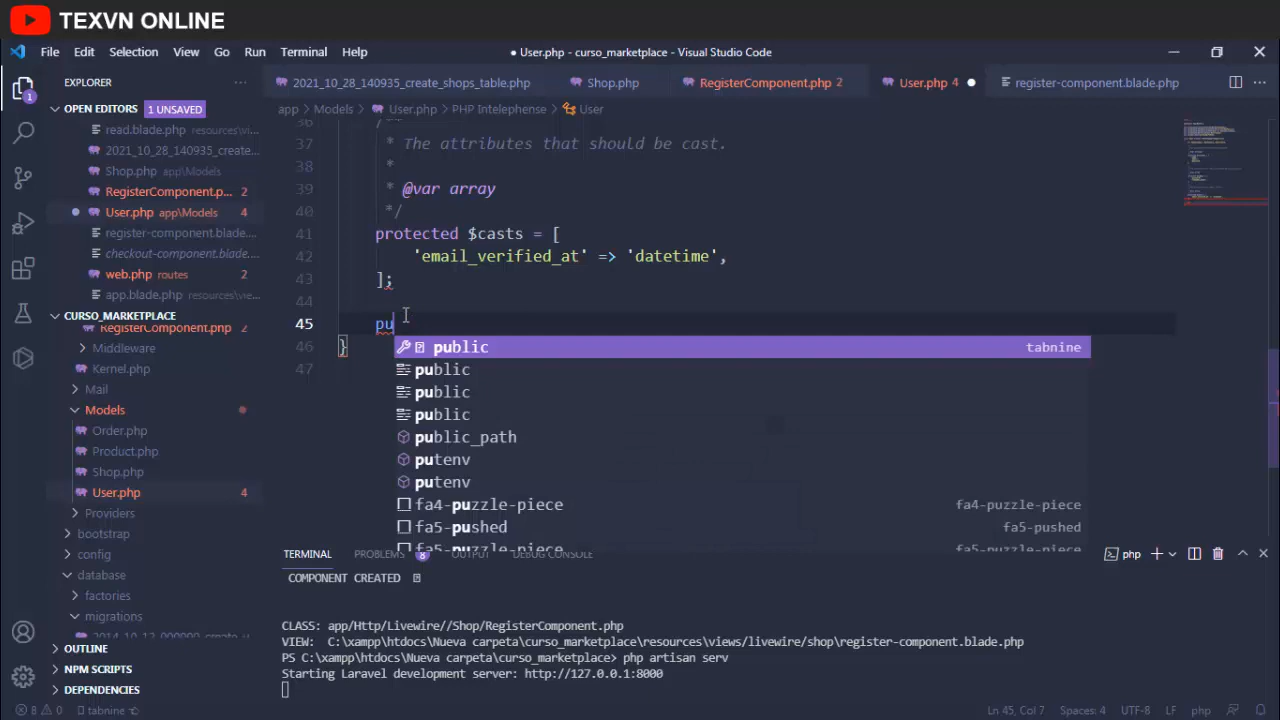 TEXVN ONLINE
File Edit Selection View Go Run Terminal Help
● User.php - curso_marketplace - Visual Studio Code
EXPLORER ...
2021_10_28_140935_create_shops_table.php Shop.php RegisterComponent.php 2 User.php 4 ● register-component.blade.php
OPEN EDITORS 1 UNSAVED
app > Models > User.php > PHP Intelephense > User
read.blade.php resources\vi...
2021_10_28_140935_create...
Shop.php app\Models
RegisterComponent.p... 2
User.php app\Models 4
register-component.blade...
checkout-component.blade...
web.php routes 2
app.blade.php resources\vie...
CURSO_MARKETPLACE
RegisterComponent.php 2
Middleware
Kernel.php
Mail
Models
Order.php
Product.php
Shop.php
User.php 4
Providers
bootstrap
config
database
factories
migrations
OUTLINE
NPM SCRIPTS
DEPENDENCIES
36 /**
37 * The attributes that should be cast.
38 *
39 * @var array
40 */
41 protected $casts = [
42 'email_verified_at' => 'datetime',
43 ];
44
45 pu
46 }
47
public tabnine
public
public
public
public_path
putenv
putenv
fa4-puzzle-piece fa4-puzzle-piece
fa5-pushed fa5-pushed
fa5-puzzle-piece fa5-puzzle-piece
TERMINAL PROBLEMS 8 OUTPUT DEBUG CONSOLE php
COMPONENT CREATED
CLASS: app/Http/Livewire//Shop/RegisterComponent.php
VIEW: C:\xampp\htdocs\Nueva carpeta\curso_marketplace\resources\views/livewire/shop\register-component.blade.php
PS C:\xampp\htdocs\Nueva carpeta\curso_marketplace> php artisan serv
Starting Laravel development server: http://127.0.0.1:8000
8 0 tabnine Ln 45, Col 7 Spaces: 4 UTF-8 LF php